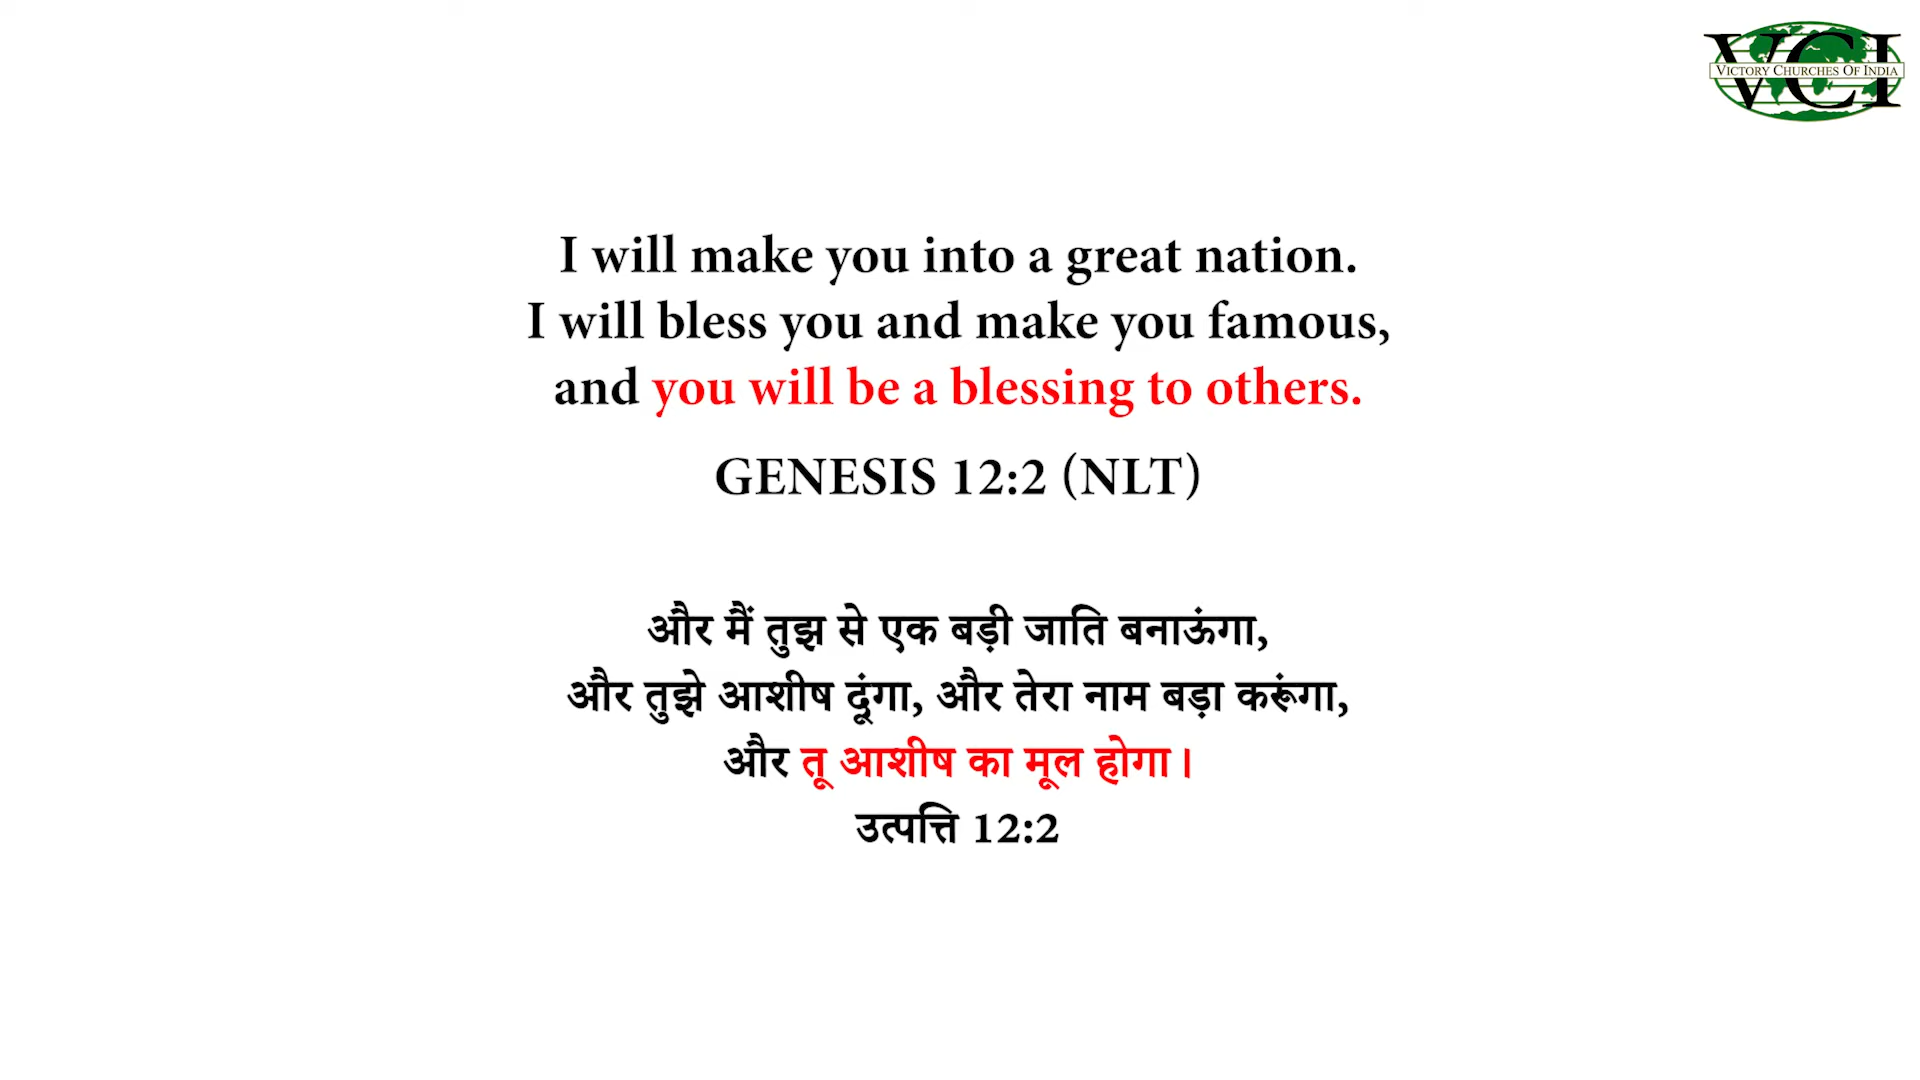 VCI
VICTORY CHURCHES OF INDIA
I will make you into a great nation.
I will bless you and make you famous,
and you will be a blessing to others.
GENESIS 12:2 (NLT)
और मैं तुझ से एक बड़ी जाति बनाऊंगा,
और तुझे आशीष दूंगा, और तेरा नाम बड़ा करूंगा,
और तू आशीष का मूल होगा।
उत्पत्ति 12:2